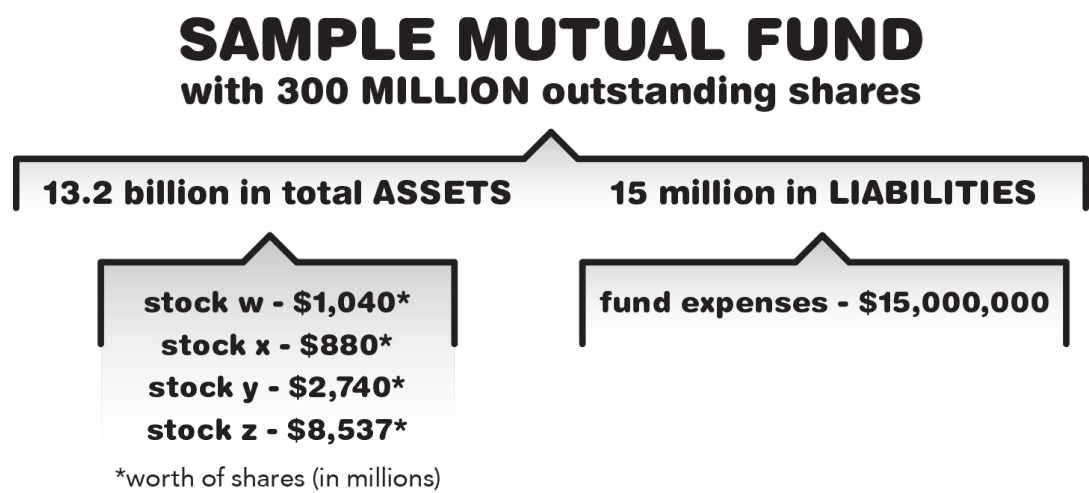 SAMPLE MUTUAL FUND
with 300 MILLION outstanding shares
13.2 billion in total ASSETS
15 million in LIABILITIES
stock w - $1,040*
stock x - $880*
stock y - $2,740*
stock z - $8,537*
*worth of shares (in millions)
fund expenses - $15,000,000